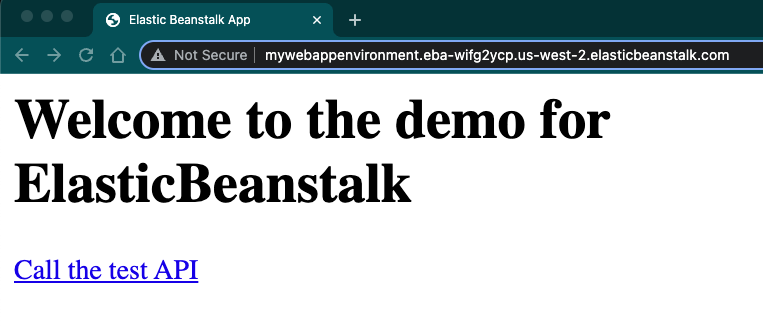 Elastic Beanstalk App
Not Secure mywebappenvironment.eba-wifg2ycp.us-west-2.elasticbeanstalk.com
Welcome to the demo for
ElasticBeanstalk
Call the test API